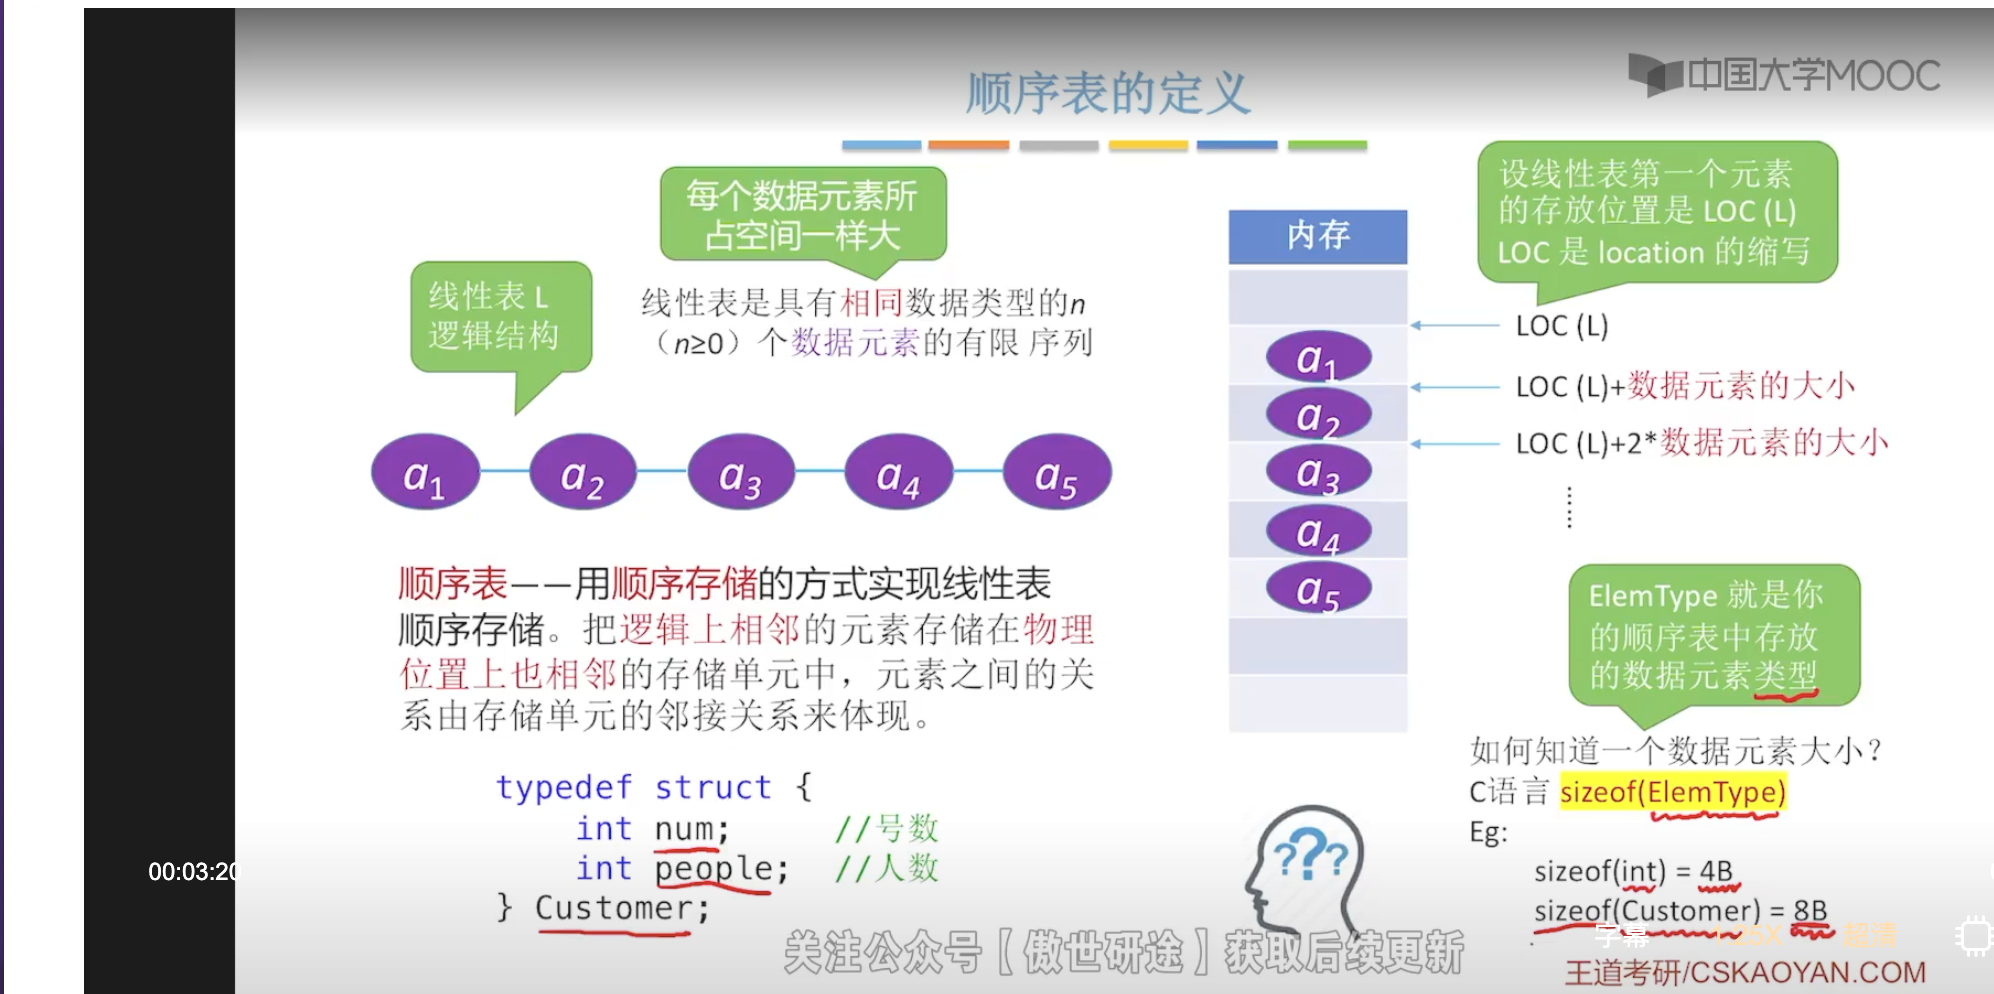 中国大学MOOC
顺序表的定义
每个数据元素所
占空间一样大
线性表 L
逻辑结构
线性表是具有相同数据类型的n
（n≥0）个数据元素的有限 序列
a1
a2
a3
a4
a5
顺序表——用顺序存储的方式实现线性表
顺序存储。把逻辑上相邻的元素存储在物理
位置上也相邻的存储单元中，元素之间的关
系由存储单元的邻接关系来体现。
typedef struct {
int num; //号数
int people; //人数
} Customer;
内存
a1
a2
a3
a4
a5
设线性表第一个元素
的存放位置是 LOC (L)
LOC 是 location 的缩写
LOC (L)
LOC (L)+数据元素的大小
LOC (L)+2*数据元素的大小
ElemType 就是你
的顺序表中存放
的数据元素类型
如何知道一个数据元素大小？
C语言 sizeof(ElemType)
Eg:
sizeof(int) = 4B
sizeof(Customer) = 8B
???
00:03:20
字幕 1.25X 超清
关注公众号【傲世研途】获取后续更新
王道考研/CSKAOYAN.COM